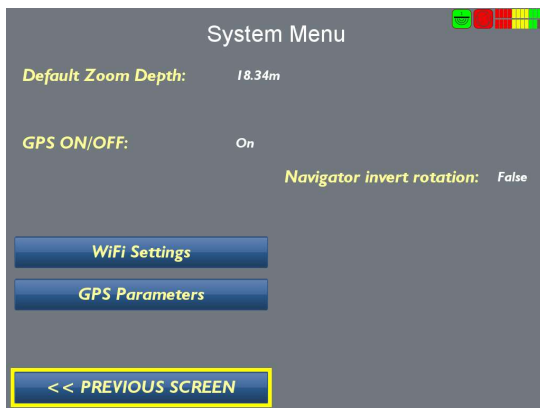 System Menu
Default Zoom Depth: 18.34m
GPS ON/OFF: On
Navigator invert rotation: False
WiFi Settings
GPS Parameters
<< PREVIOUS SCREEN